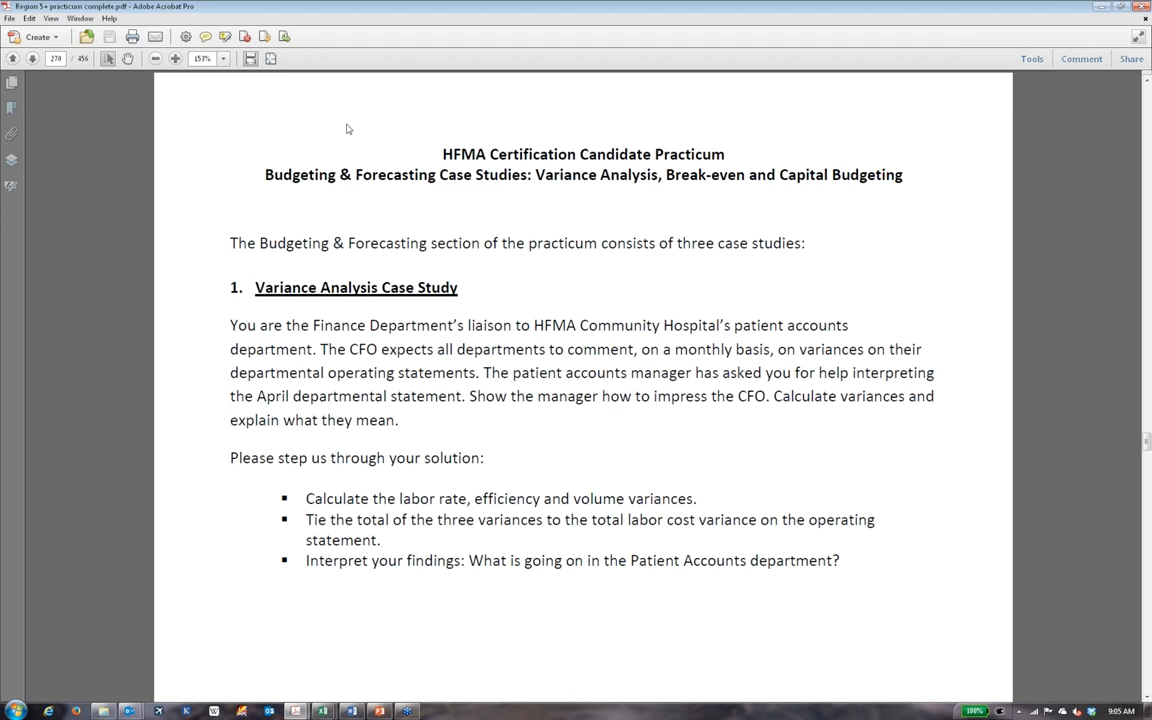 Region 5+ practicum complete.pdf - Adobe Acrobat Pro
File Edit View Window Help
Create
270 / 456 153% Tools Comment Share
HFMA Certification Candidate Practicum
Budgeting & Forecasting Case Studies: Variance Analysis, Break-even and Capital Budgeting
The Budgeting & Forecasting section of the practicum consists of three case studies:
1. Variance Analysis Case Study
You are the Finance Department's liaison to HFMA Community Hospital's patient accounts
department. The CFO expects all departments to comment, on a monthly basis, on variances on their
departmental operating statements. The patient accounts manager has asked you for help interpreting
the April departmental statement. Show the manager how to impress the CFO. Calculate variances and
explain what they mean.
Please step us through your solution:
▪ Calculate the labor rate, efficiency and volume variances.
▪ Tie the total of the three variances to the total labor cost variance on the operating
statement.
▪ Interpret your findings: What is going on in the Patient Accounts department?
100% 9:05 AM